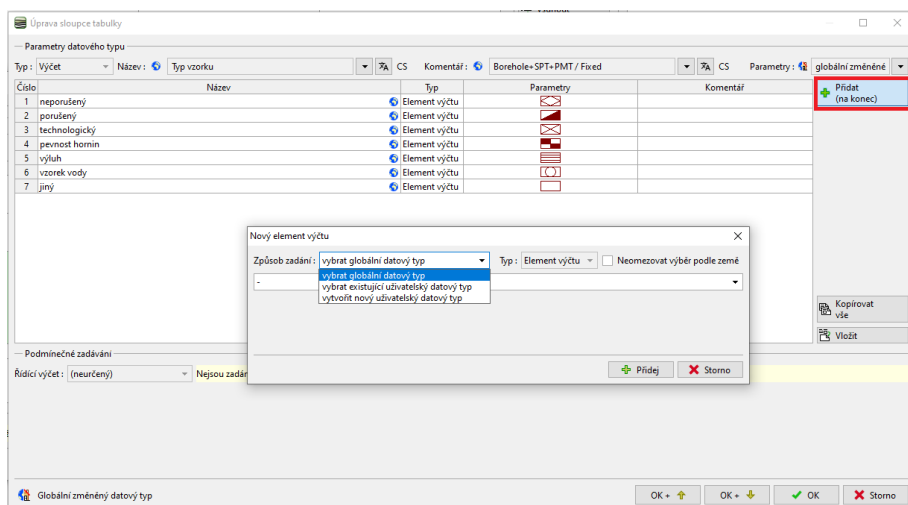 Úprava sloupce tabulky
Parametry datového typu
Typ : Výčet Název : Typ vzorku CS Komentář : Borehole+SPT+PMT / Fixed CS Parametry : globální změněné
Číslo Název Typ Parametry Komentář
1 neporušený Element výčtu
2 porušený Element výčtu
3 technologický Element výčtu
4 pevnost hornin Element výčtu
5 výluh Element výčtu
6 vzorek vody Element výčtu
7 jiný Element výčtu
Přidat
(na konec)
Nový element výčtu
Způsob zadání : vybrat globální datový typ Typ : Element výčtu Neomezovat výběr podle země
vybrat globální datový typ
vybrat existující uživatelský datový typ
vytvořit nový uživatelský datový typ
-
Přidej Storno
Kopírovat
vše
Vložit
Podmínečné zadávání
Řídící výčet : (neurčený) Nejsou zadán
Globální změněný datový typ OK + OK + OK Storno